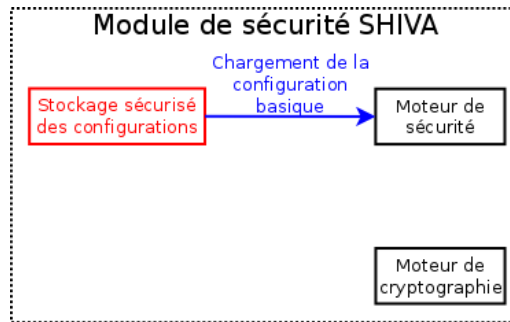 Module de sécurité SHIVA
Chargement de la
configuration
basique
Stockage sécurisé
des configurations
Moteur de
sécurité
Moteur de
cryptographie